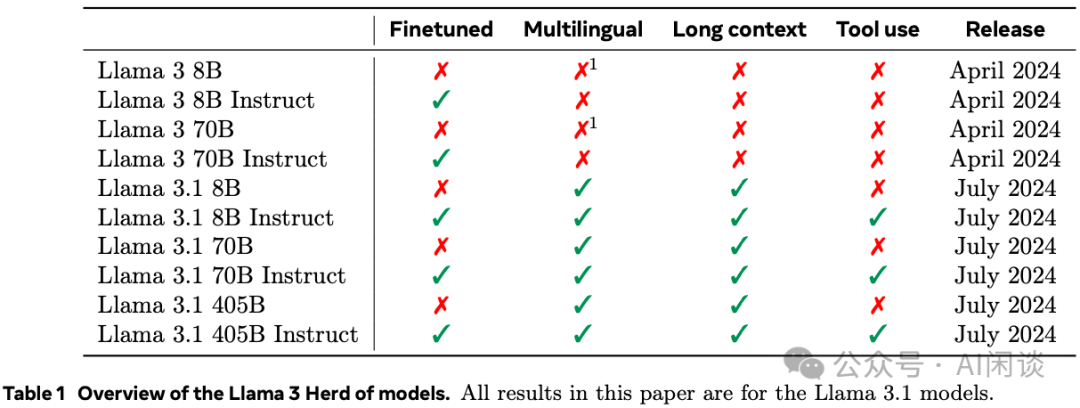 Finetuned Multilingual Long context Tool use Release
Llama 3 8B ✗ ✗¹ ✗ ✗ April 2024
Llama 3 8B Instruct ✓ ✗ ✗ ✗ April 2024
Llama 3 70B ✗ ✗¹ ✗ ✗ April 2024
Llama 3 70B Instruct ✓ ✗ ✗ ✗ April 2024
Llama 3.1 8B ✗ ✓ ✓ ✗ July 2024
Llama 3.1 8B Instruct ✓ ✓ ✓ ✓ July 2024
Llama 3.1 70B ✗ ✓ ✓ ✗ July 2024
Llama 3.1 70B Instruct ✓ ✓ ✓ ✓ July 2024
Llama 3.1 405B ✗ ✓ ✓ ✗ July 2024
Llama 3.1 405B Instruct ✓ ✓ ✓ ✓ July 2024
公众号 · AI闲谈
Table 1 Overview of the Llama 3 Herd of models. All results in this paper are for the Llama 3.1 models.